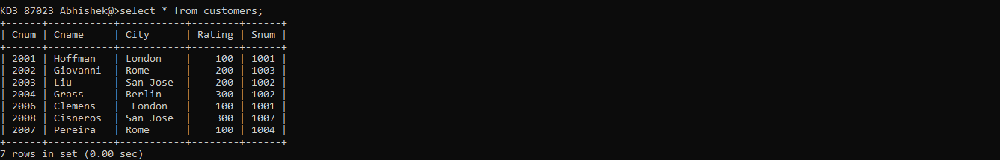 KD3_87023_Abhishek@>select * from customers;
+------+-----------+-----------+--------+------+
| Cnum | Cname     | City      | Rating | Snum |
+------+-----------+-----------+--------+------+
| 2001 | Hoffman   | London    |    100 | 1001 |
| 2002 | Giovanni  | Rome      |    200 | 1003 |
| 2003 | Liu       | San Jose  |    200 | 1002 |
| 2004 | Grass     | Berlin    |    300 | 1002 |
| 2006 | Clemens   |  London   |    100 | 1001 |
| 2008 | Cisneros  | San Jose  |    300 | 1007 |
| 2007 | Pereira   | Rome      |    100 | 1004 |
+------+-----------+-----------+--------+------+
7 rows in set (0.00 sec)